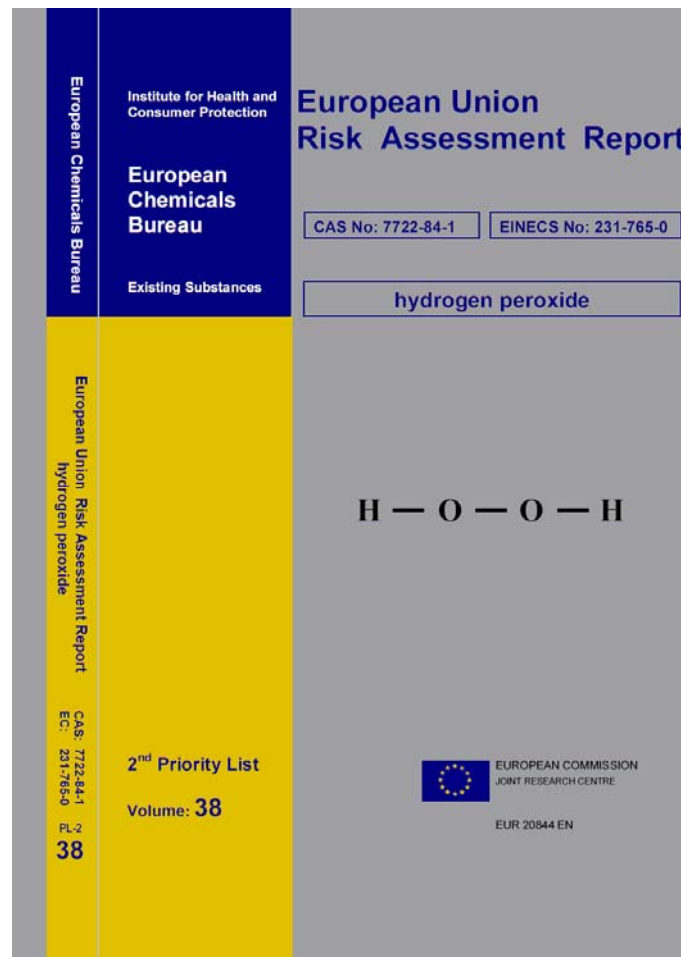 European Chemicals Bureau
European Union Risk Assessment Report
hydrogen peroxide
CAS: 7722-84-1
EC: 231-765-0
PL-2
38
Institute for Health and
Consumer Protection
European
Chemicals
Bureau
Existing Substances
2nd Priority List
Volume: 38
European Union
Risk Assessment Report
CAS No: 7722-84-1
EINECS No: 231-765-0
hydrogen peroxide
H — O — O — H
EUROPEAN COMMISSION
JOINT RESEARCH CENTRE
EUR 20844 EN